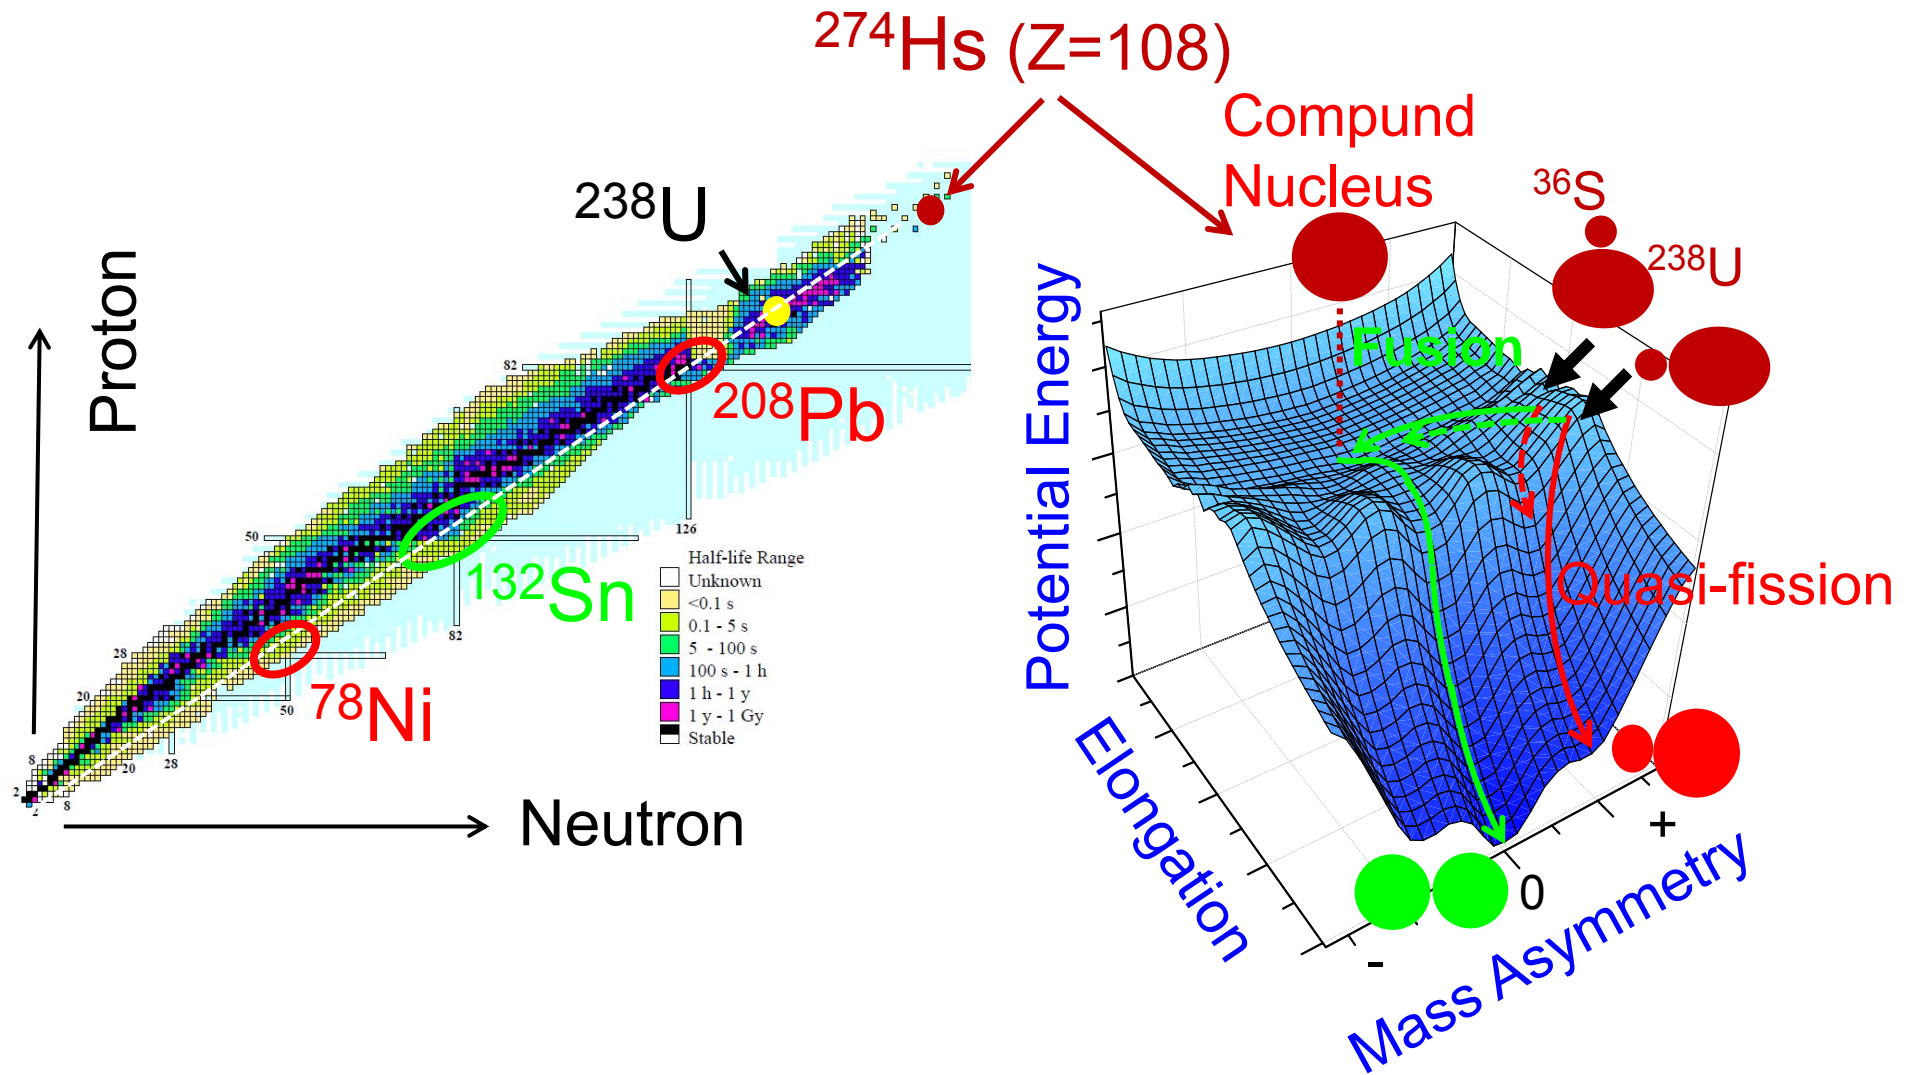 ²⁷⁴Hs (Z=108)
Compund
Nucleus
³⁶S
²³⁸U
²³⁸U
Fusion
Proton
Potential Energy
82
²⁰⁸Pb
50
126
¹³²Sn
Half-life Range
Unknown
<0.1 s
0.1 - 5 s
5 - 100 s
100 s - 1 h
1 h - 1 y
1 y - 1 Gy
Stable
Quasi-fission
82
28
⁷⁸Ni
20
50
8
20
28
2
8
2
Neutron
Elongation
+
0
-
Mass Asymmetry